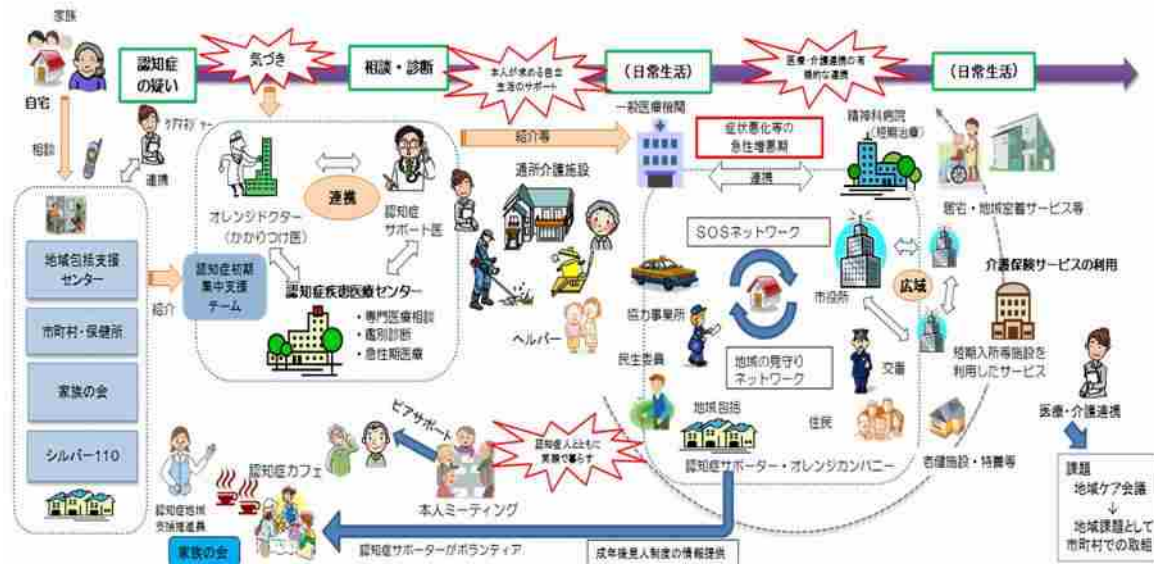 家族
認知症
の疑い
気づき
相談・診断
本人が求める自立
生活のサポート
(日常生活)
医療・介護連携の有
機的な連携
(日常生活)
自宅
相談
ケアマネジャー
連携
オレンジドクター
(かかりつけ医)
連携
認知症
サポート医
紹介等
通所介護施設
一般医療機関
症状悪化等の
急性増悪期
連携
精神科病院
(短期治療)
居宅・地域密着サービス等
地域包括支援
センター
市町村・保健所
家族の会
シルバー110
紹介
認知症初期
集中支援
チーム
認知症疾患医療センター
・専門医療相談
・鑑別診断
・急性期医療
ヘルパー
SOSネットワーク
協力事業所
地域の見守り
ネットワーク
民生委員
市役所
広域
交番
住民
地域包括
認知症サポーター・オレンジカンパニー
介護保険サービスの利用
短期入所等施設を
利用したサービス
老健施設・特養等
医療・介護連携
課題
地域ケア会議
↓
地域課題として
市町村での取組
ピアサポート
認知症人とともに
笑顔で暮らす
本人ミーティング
認知症カフェ
認知症地域
支援推進員
家族の会
認知症サポーターがボランティア
成年後見人制度の情報提供